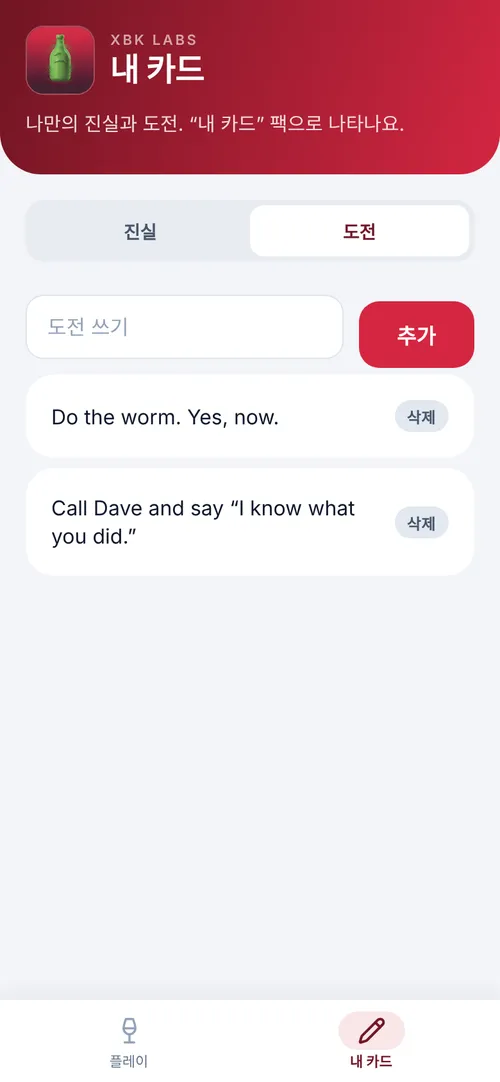 XBK LABS
내 카드
나만의 진실과 도전. “내 카드” 팩으로 나타나요.
진실
도전
도전 쓰기
추가
Do the worm. Yes, now.
삭제
Call Dave and say “I know what
you did.”
삭제
플레이
내 카드